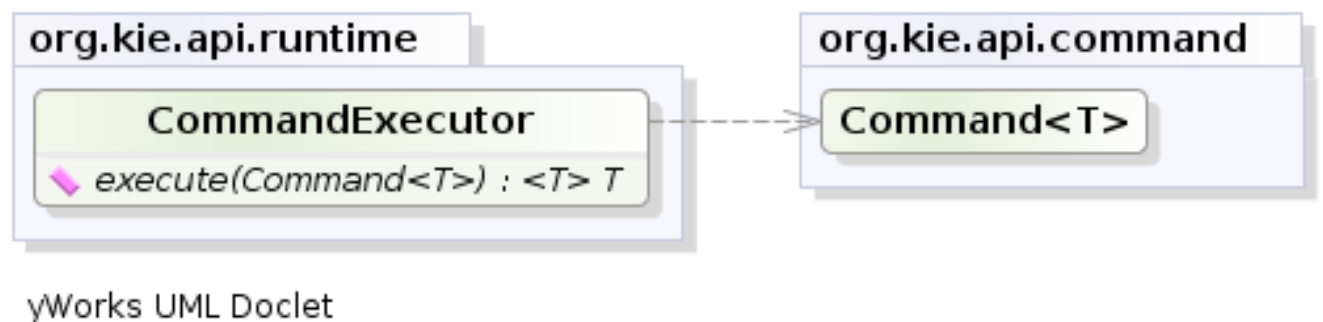 org.kie.api.runtime
org.kie.api.command
CommandExecutor
Command<T>
execute(Command<T>) : <T> T
yWorks UML Doclet